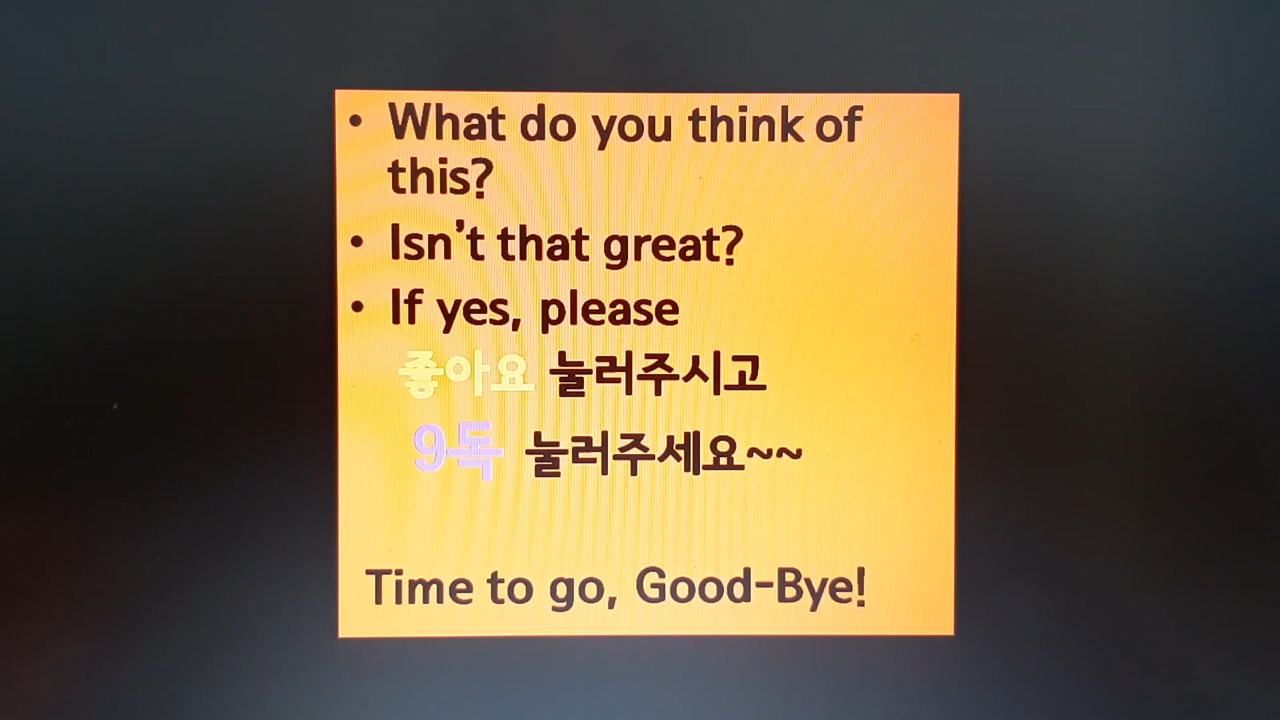 • What do you think of
this?
• Isn't that great?
• If yes, please
좋아요 눌러주시고
9독 눌러주세요~~
Time to go, Good-Bye!